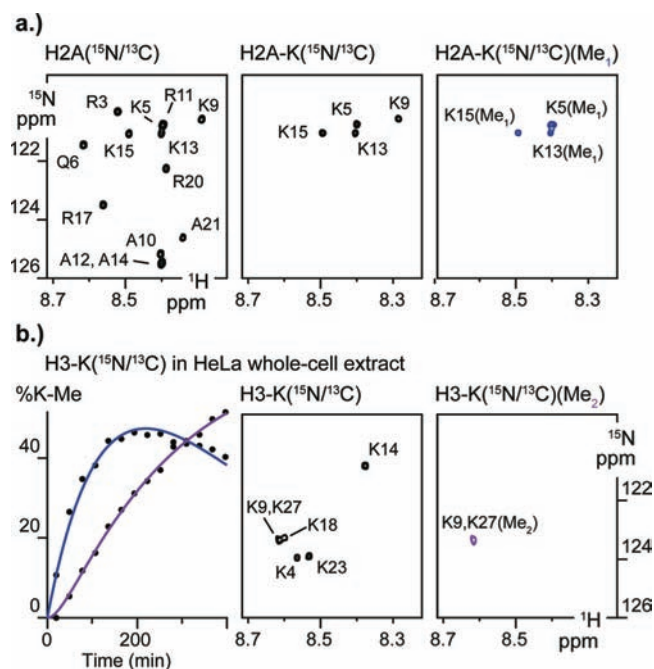 a.)
H2A(¹⁵N/¹³C)
H2A-K(¹⁵N/¹³C)
H2A-K(¹⁵N/¹³C)(Me₁)
¹⁵N
ppm
122
124
126
R3
K5
R11
K9
K15
K13
Q6
R20
R17
A10
A21
A12, A14
¹H
ppm
8.7
8.5
8.3
K5
K9
K15
K13
8.7
8.5
8.3
K15(Me₁)
K5(Me₁)
K13(Me₁)
8.7
8.5
8.3
b.)
H3-K(¹⁵N/¹³C) in HeLa whole-cell extract
%K-Me
40
20
0
0
200
Time (min)
H3-K(¹⁵N/¹³C)
K14
K9,K27
K18
K4
K23
8.7
8.5
8.3
H3-K(¹⁵N/¹³C)(Me₂)
K9,K27(Me₂)
¹⁵N
ppm
122
124
126
¹H
ppm
8.7
8.5
8.3